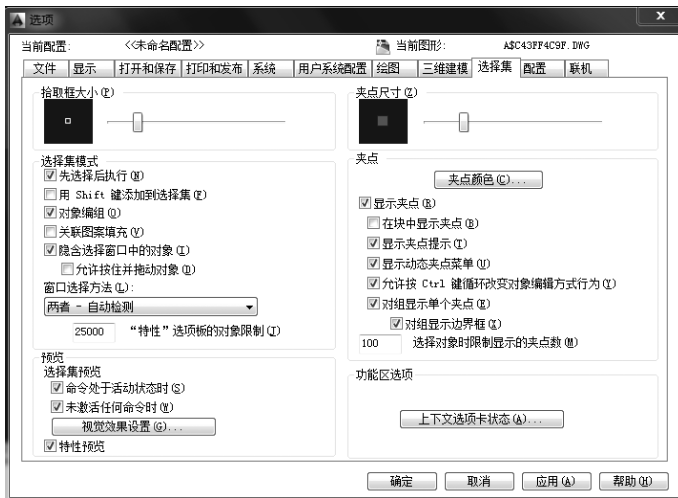 选项
当前配置: <<未命名配置>> 当前图形: A$C43FF4C9F.DWG
文件 显示 打开和保存 打印和发布 系统 用户系统配置 绘图 三维建模 选择集 配置 联机
拾取框大小(P)
选择集模式
先选择后执行(N)
用 Shift 键添加到选择集(F)
对象编组(O)
关联图案填充(V)
隐含选择窗口中的对象(I)
允许按住并拖动对象(D)
窗口选择方法(L):
两者 - 自动检测
25000 “特性”选项板的对象限制(J)
预览
选择集预览
命令处于活动状态时(S)
未激活任何命令时(W)
视觉效果设置(G)...
特性预览
夹点尺寸(Z)
夹点
夹点颜色(C)...
显示夹点(R)
在块中显示夹点(B)
显示夹点提示(T)
显示动态夹点菜单(U)
允许按 Ctrl 键循环改变对象编辑方式行为(Y)
对组显示单个夹点(E)
对组显示边界框(X)
100 选择对象时限制显示的夹点数(M)
功能区选项
上下文选项卡状态(A)...
确定 取消 应用(A) 帮助(H)